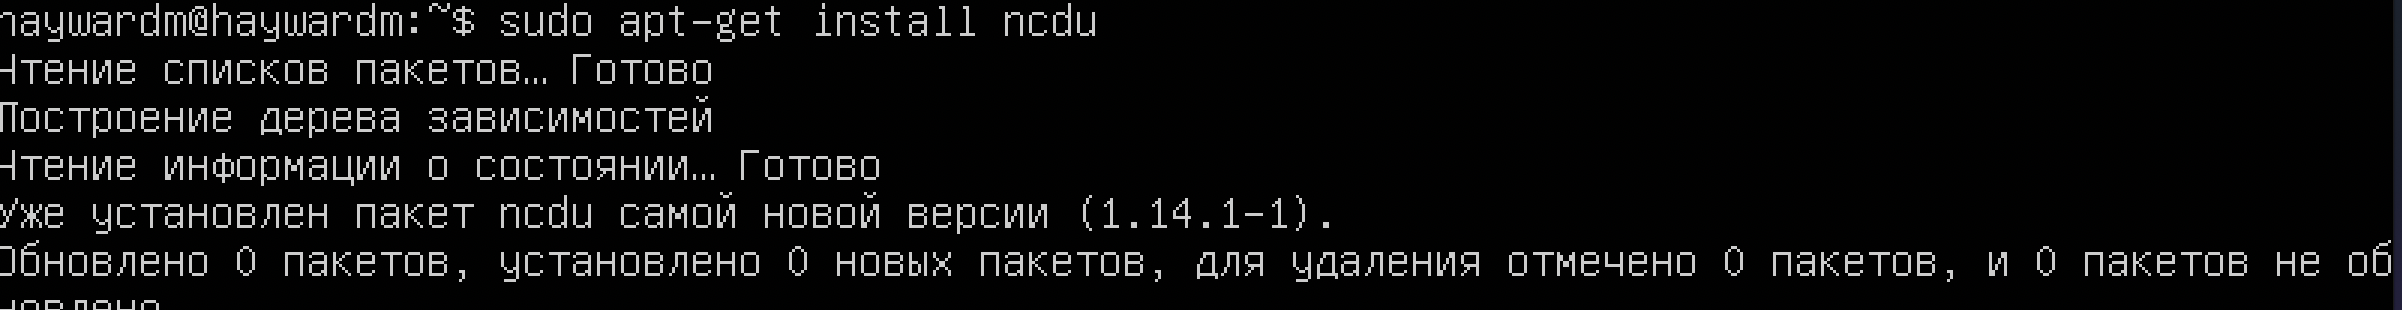 haywardm@haywardm:~$ sudo apt-get install ncdu
Чтение списков пакетов… Готово
Построение дерева зависимостей
Чтение информации о состоянии… Готово
Уже установлен пакет ncdu самой новой версии (1.14.1-1).
Обновлено 0 пакетов, установлено 0 новых пакетов, для удаления отмечено 0 пакетов, и 0 пакетов не об
новлено